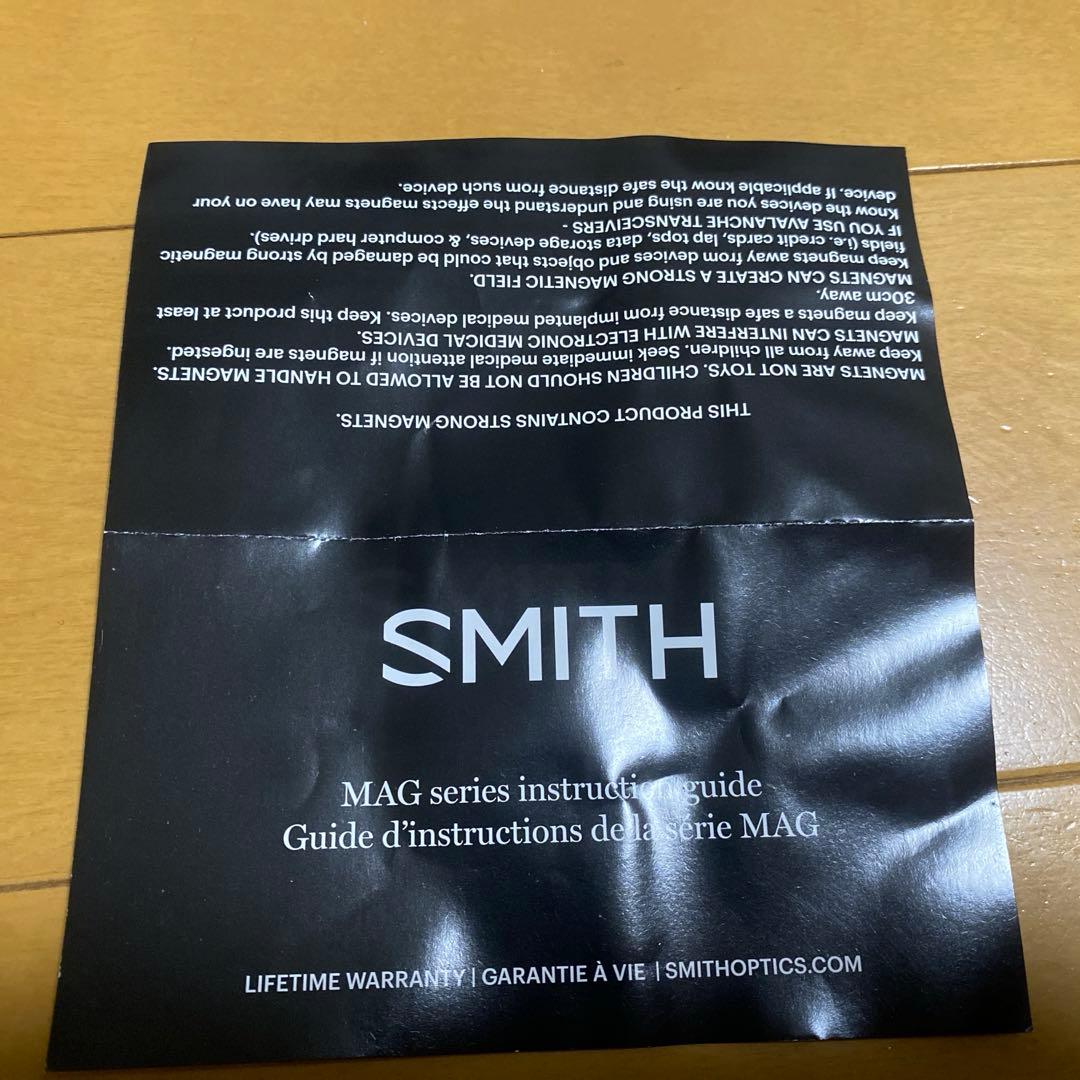 THIS PRODUCT CONTAINS STRONG MAGNETS.
MAGNETS ARE NOT TOYS. CHILDREN SHOULD NOT BE ALLOWED TO HANDLE MAGNETS.
Keep away from all children. Seek immediate medical attention if magnets are ingested.
MAGNETS CAN INTERFERE WITH ELECTRONIC MEDICAL DEVICES.
Keep magnets a safe distance from implanted medical devices. Keep this product at least
30cm away.
MAGNETS CAN CREATE A STRONG MAGNETIC FIELD.
Keep magnets away from devices and objects that could be damaged by strong magnetic
fields (i.e. credit cards, lap tops, data storage devices, & computer hard drives).
IF YOU USE AVALANCHE TRANSCEIVERS -
Know the devices you are using and understand the effects magnets may have on your
device. If applicable know the safe distance from such device.
SMITH
MAG series instruction guide
Guide d'instructions de la série MAG
LIFETIME WARRANTY | GARANTIE À VIE | SMITHOPTICS.COM